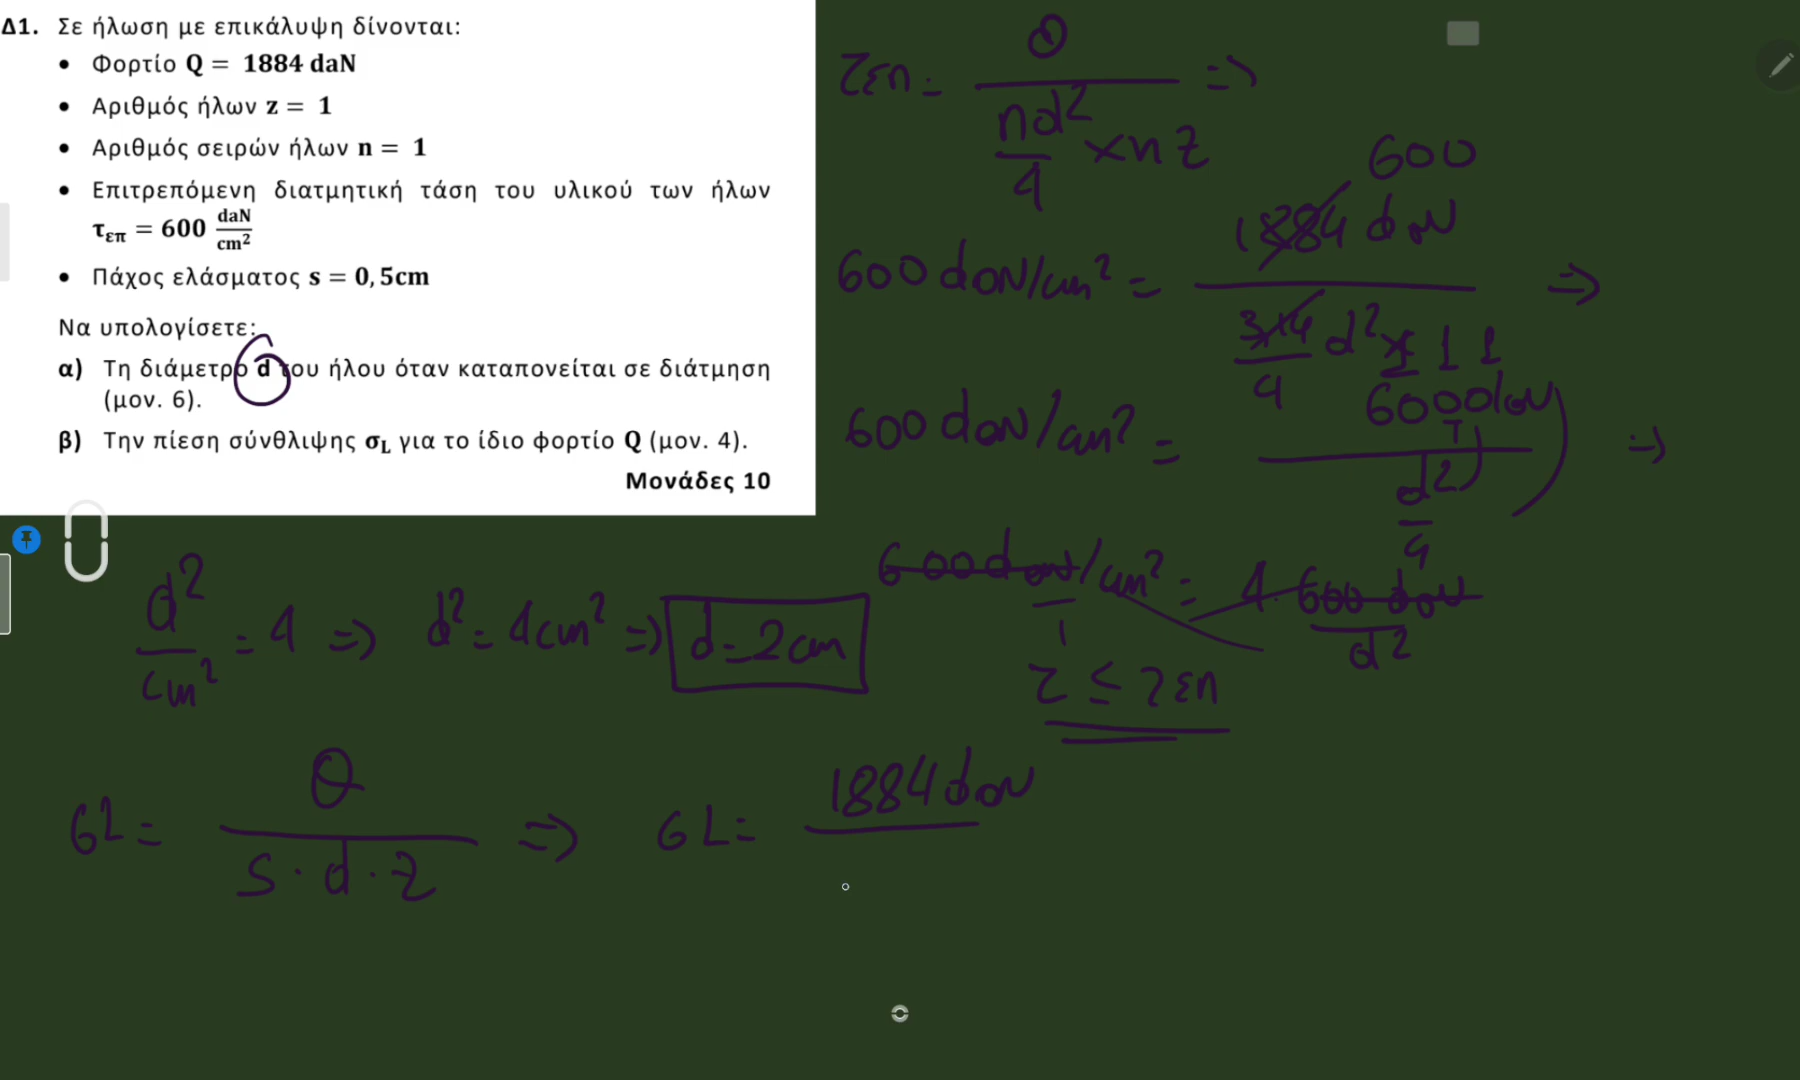 Δ1. Σε ήλωση με επικάλυψη δίνονται:
• Φορτίο Q = 1884 daN
• Αριθμός ήλων z = 1
• Αριθμός σειρών ήλων n = 1
• Επιτρεπόμενη διατμητική τάση του υλικού των ήλων
τεπ = 600 daN/cm²
• Πάχος ελάσματος s = 0,5cm
Να υπολογίσετε:
α) Τη διάμετρο d του ήλου όταν καταπονείται σε διάτμηση
(μον. 6).
β) Την πίεση σύνθλιψης σL για το ίδιο φορτίο Q (μον. 4).
Μονάδες 10
τεπ = Q / (πd²/4 × n z) =>
600
600 daN/cm² = 1884 daN / (3,14/4 d² × 1 1) =>
600 daN/cm² = 600 daN/1 / d²/4 =>
600 daN/cm² / 1 = 4·600 daN / d²
τ ≤ τεπ
d²/cm² = 4 => d² = 4cm² => d = 2cm
σL = Q / (s · d · z) => σL = 1884 daN